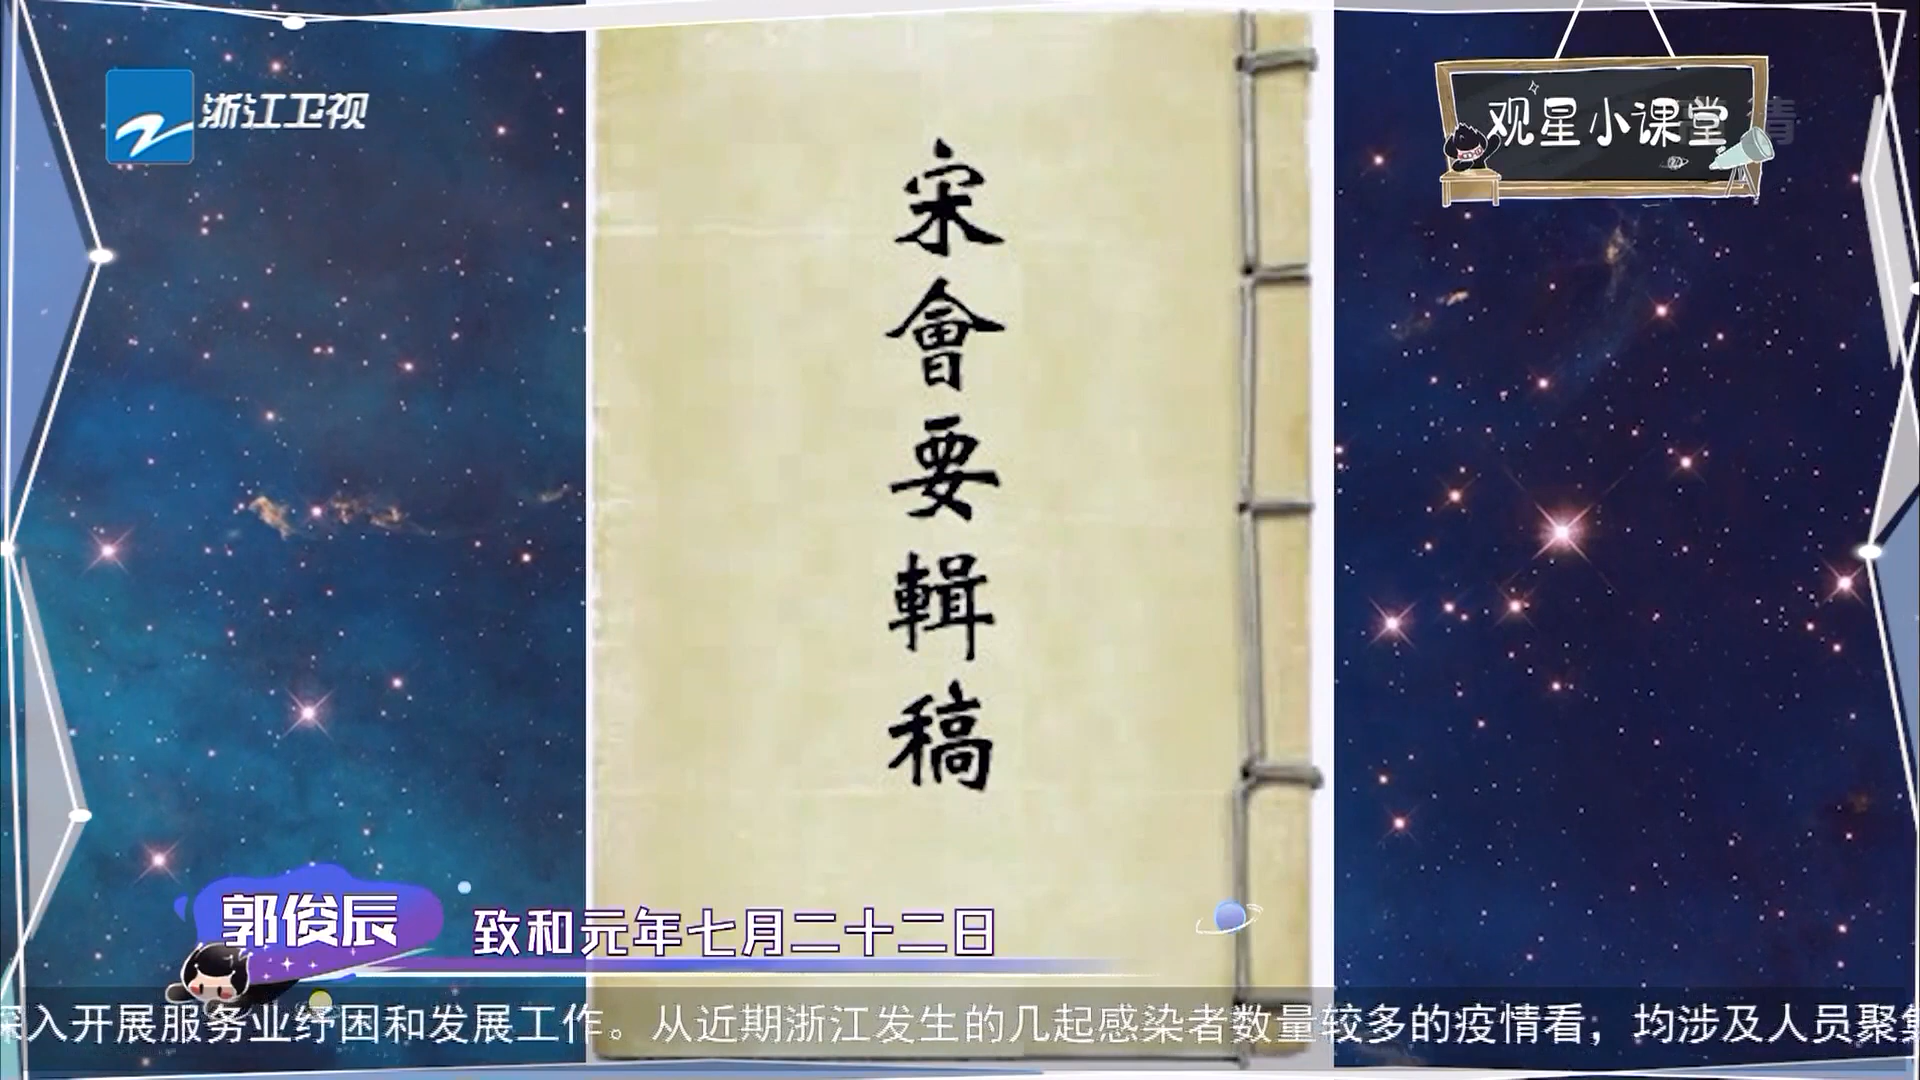 浙江卫视
观星小课堂
宋會要輯稿
郭俊辰
致和元年七月二十二日
深入开展服务业纾困和发展工作。从近期浙江发生的几起感染者数量较多的疫情看，均涉及人员聚集